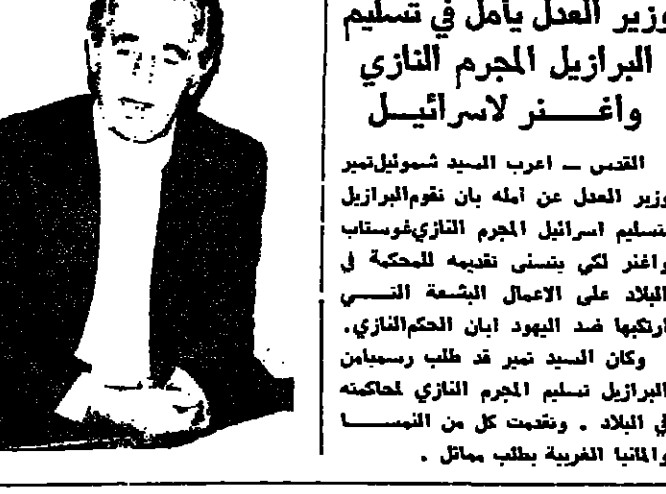 وزير العدل يأمل في تسليم
البرازيل المجرم النازي
واغنر لاسرائيل
القدس — اعرب السيد شموئيل تمير
وزير العدل عن امله بان تقوم البرازيل
بتسليم اسرائيل المجرم النازي غوستاب
واغنر لكي يتسنى تقديمه للمحكمة في
البلاد على الاعمال البشعة التي
ارتكبها ضد اليهود ابان الحكم النازي.
وكان السيد تمير قد طلب رسميا من
البرازيل تسليم المجرم النازي لمحاكمته
في البلاد . وتقدمت كل من النمسا
والمانيا الغربية بطلب مماثل .